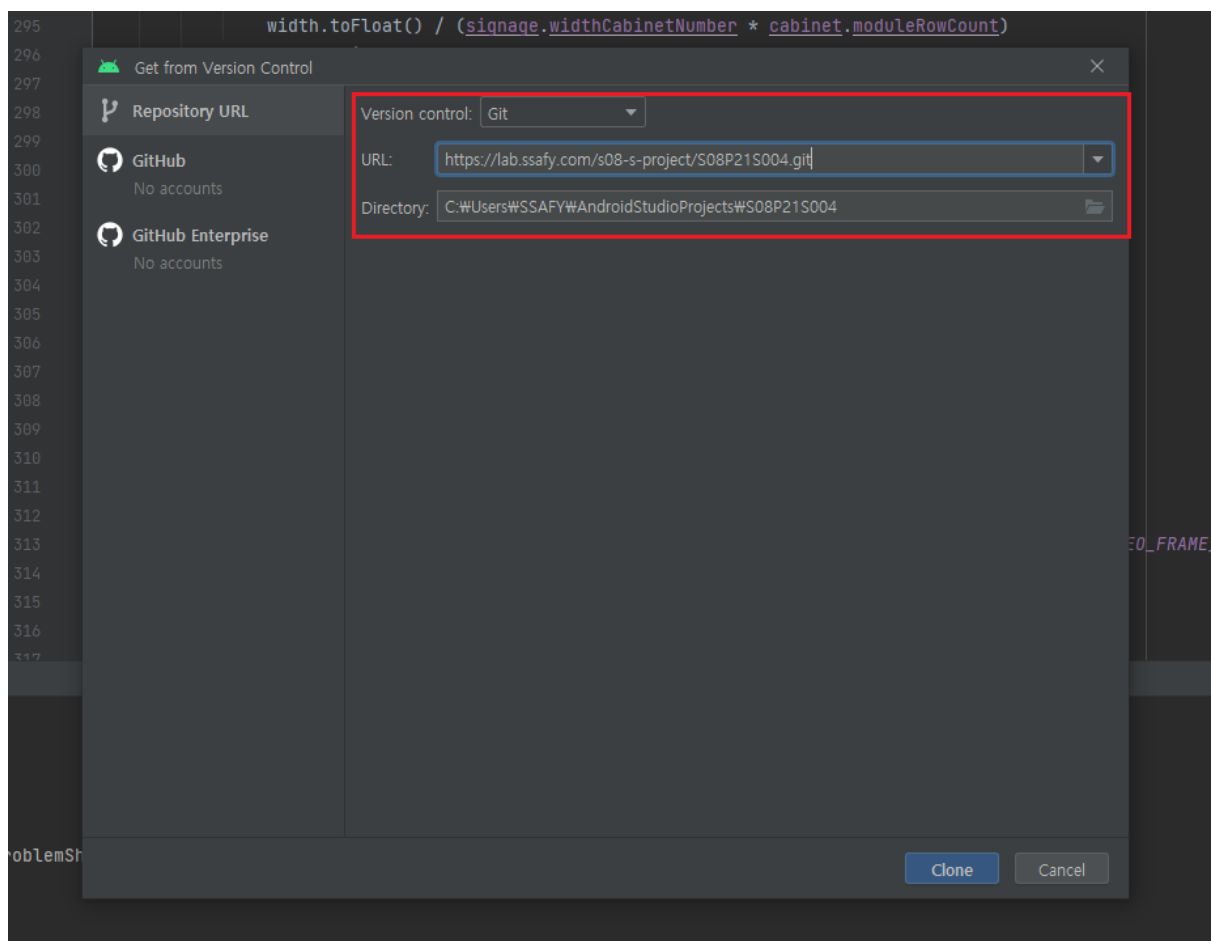 295 width.toFloat() / (signage.widthCabinetNumber * cabinet.moduleRowCount)
296
Get from Version Control
297
Repository URL
Version control: Git
298
299
GitHub
URL: https://lab.ssafy.com/s08-s-project/S08P21S004.git
300
No accounts
301
Directory: C:₩Users₩SSAFY₩AndroidStudioProjects₩S08P21S004
302
GitHub Enterprise
303
No accounts
304
305
306
307
308
309
310
311
312
313 EO_FRAME_
314
315
316
317
roblemSh
Clone Cancel